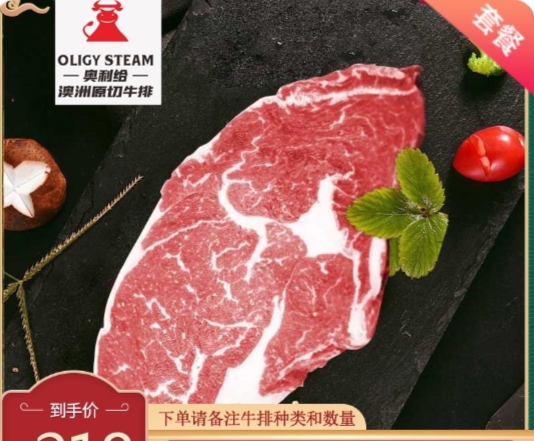 套餐
OLIGY STEAM
奥利给
澳洲原切牛排
到手价
下单请备注牛排种类和数量